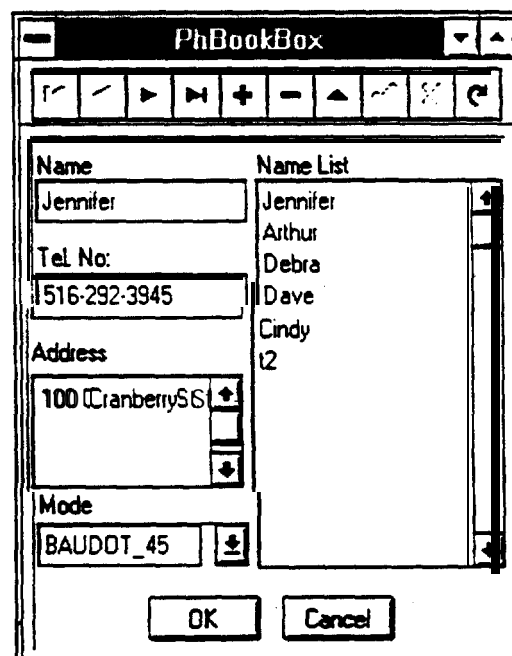 PhBookBox
Name
Jennifer
Tel. No:
516-292-3945
Address
100
Mode
BAUDOT_45
Name List
Jennifer
Arthur
Debra
Dave
Cindy
t2
OK
Cancel